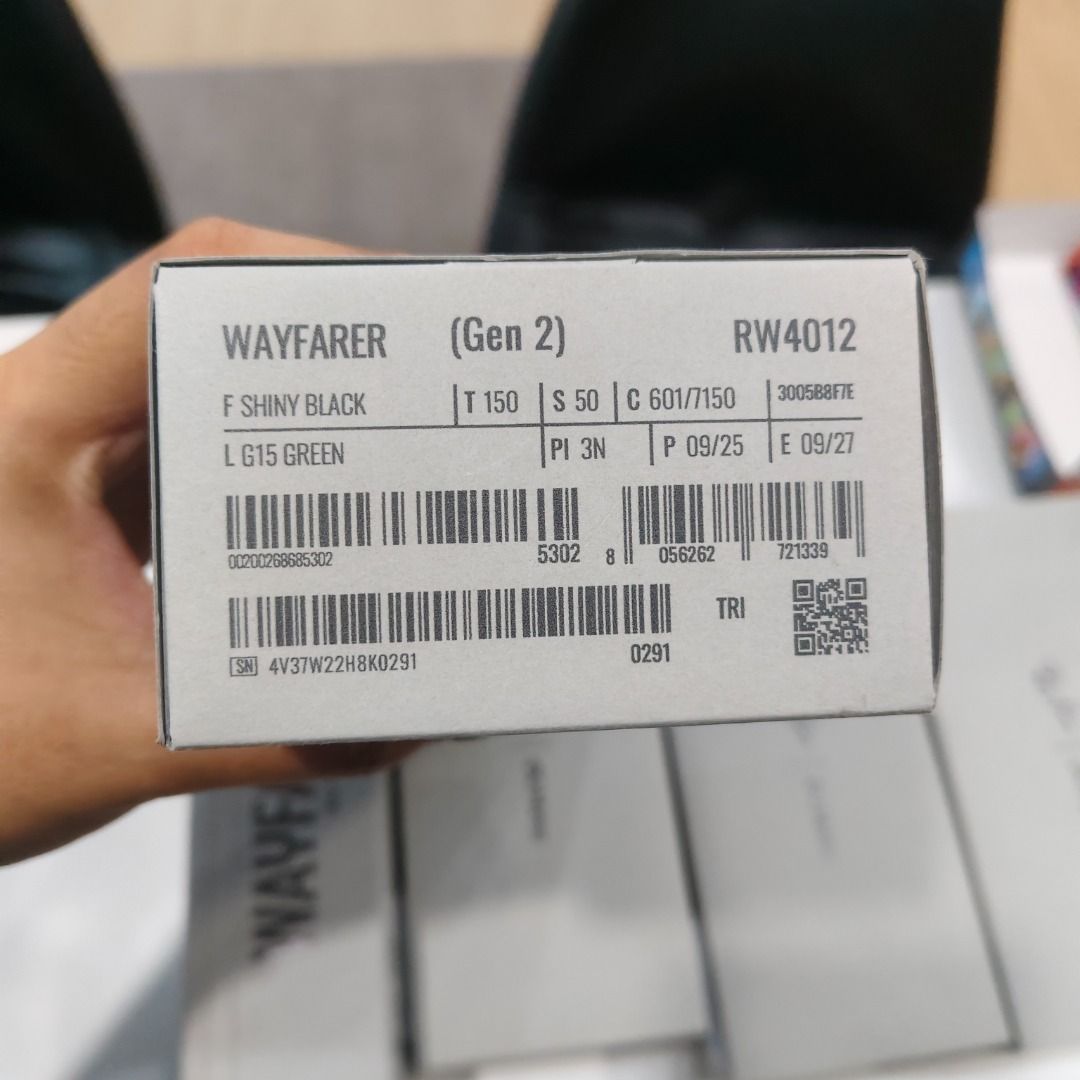 WAYFARER (Gen 2) RW4012
F SHINY BLACK T 150 S 50 C 601/7150 3005B8F7E
L G15 GREEN PI 3N P 09/25 E 09/27
00200268685302 5302 8 056262 721339
TRI
SN 4V37W22H8K0291 0291
WAYFA